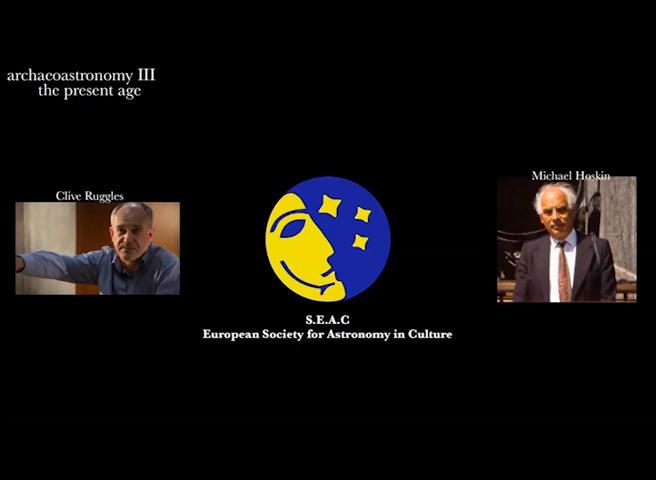 archaeoastronomy III
the present age
Clive Ruggles
Michael Hoskin
S.E.A.C
European Society for Astronomy in Culture